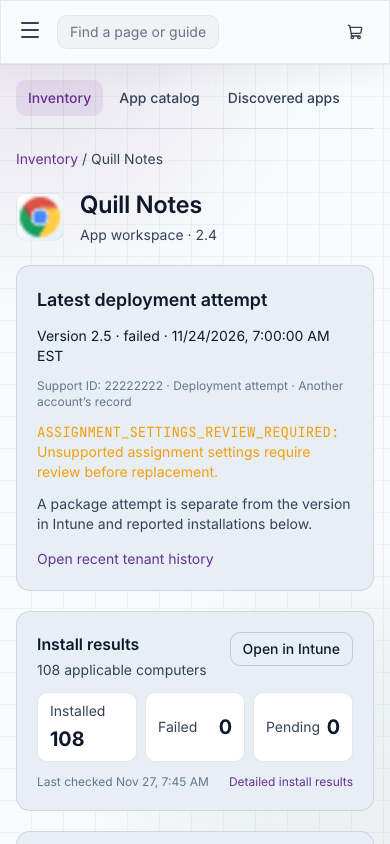 Find a page or guide
Inventory
App catalog
Discovered apps
Inventory / Quill Notes
Quill Notes
App workspace · 2.4
Latest deployment attempt
Version 2.5 · failed · 11/24/2026, 7:00:00 AM
EST
Support ID: 22222222 · Deployment attempt · Another
account’s record
ASSIGNMENT_SETTINGS_REVIEW_REQUIRED:
Unsupported assignment settings require
review before replacement.
A package attempt is separate from the version
in Intune and reported installations below.
Open recent tenant history
Install results
108 applicable computers
Open in Intune
Installed
108
Failed 0
Pending 0
Last checked Nov 27, 7:45 AM
Detailed install results